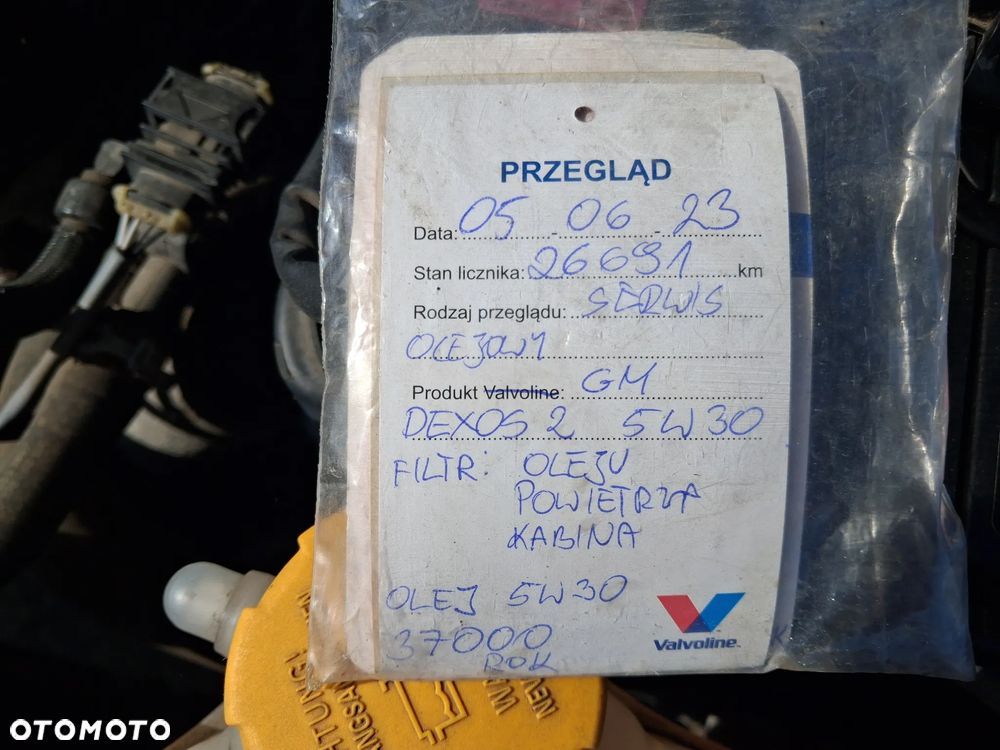 PRZEGLĄD
Data: 05 - 06 - 23
Stan licznika: 26691 km
Rodzaj przeglądu: SERWIS
OLEJOWY
Produkt Valvoline: GM
DEXOS 2 5W30
FILTR: OLEJU
POWIETRZA
KABINA
OLEJ 5W30
37000
ROK
Valvoline
OTOMOTO